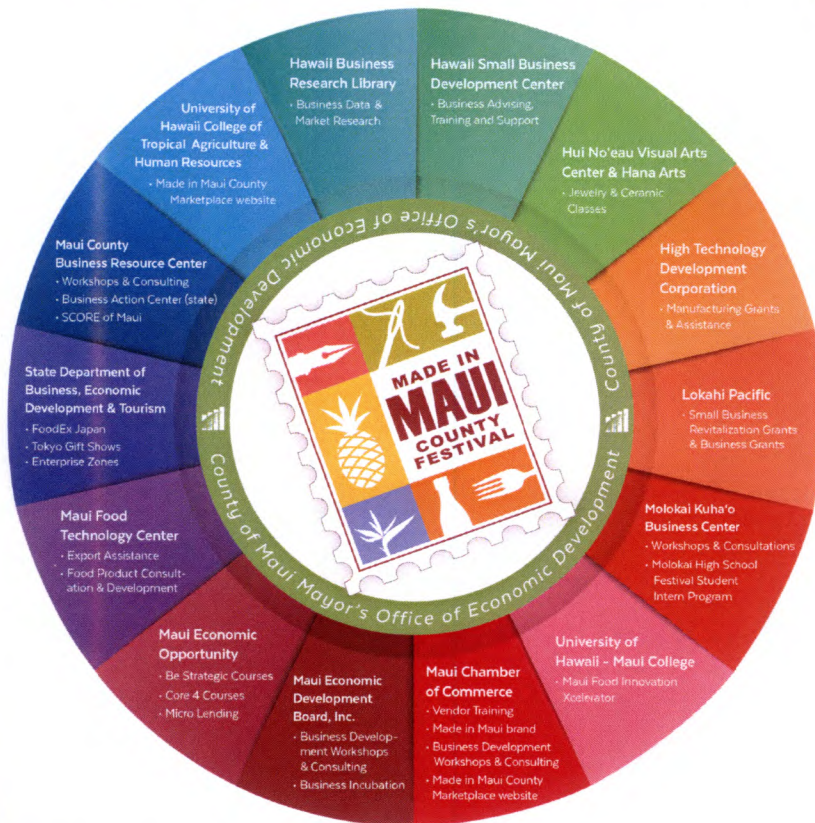 Hawaii Business
Research Library
• Business Data &
Market Research
Hawaii Small Business
Development Center
• Business Advising,
Training and Support
Hui No'eau Visual Arts
Center & Hana Arts
• Jewelry & Ceramic
Classes
High Technology
Development
Corporation
• Manufacturing Grants
& Assistance
Lokahi Pacific
• Small Business
Revitalization Grants
& Business Grants
Molokai Kuha'o
Business Center
• Workshops & Consultations
• Molokai High School
Festival Student
Intern Program
University of
Hawaii - Maui College
• Maui Food Innovation
Xcelerator
Maui Chamber
of Commerce
• Vendor Training
• Made in Maui brand
• Business Development
Workshops & Consulting
• Made in Maui County
Marketplace website
Maui Economic
Development
Board, Inc.
• Business Develop-
ment Workshops
& Consulting
• Business Incubation
Maui Economic
Opportunity
• Be Strategic Courses
• Core 4 Courses
• Micro Lending
Maui Food
Technology Center
• Export Assistance
• Food Product Consult-
ation & Development
State Department of
Business, Economic
Development & Tourism
• FoodEx Japan
• Tokyo Gift Shows
• Enterprise Zones
Maui County
Business Resource Center
• Workshops & Consulting
• Business Action Center (state)
• SCORE of Maui
University of
Hawaii College of
Tropical Agriculture &
Human Resources
• Made in Maui County
Marketplace website
County of Maui Mayor's Office of Economic Development
County of Maui Mayor's Office of Economic Development
MADE IN
MAUI
COUNTY
FESTIVAL